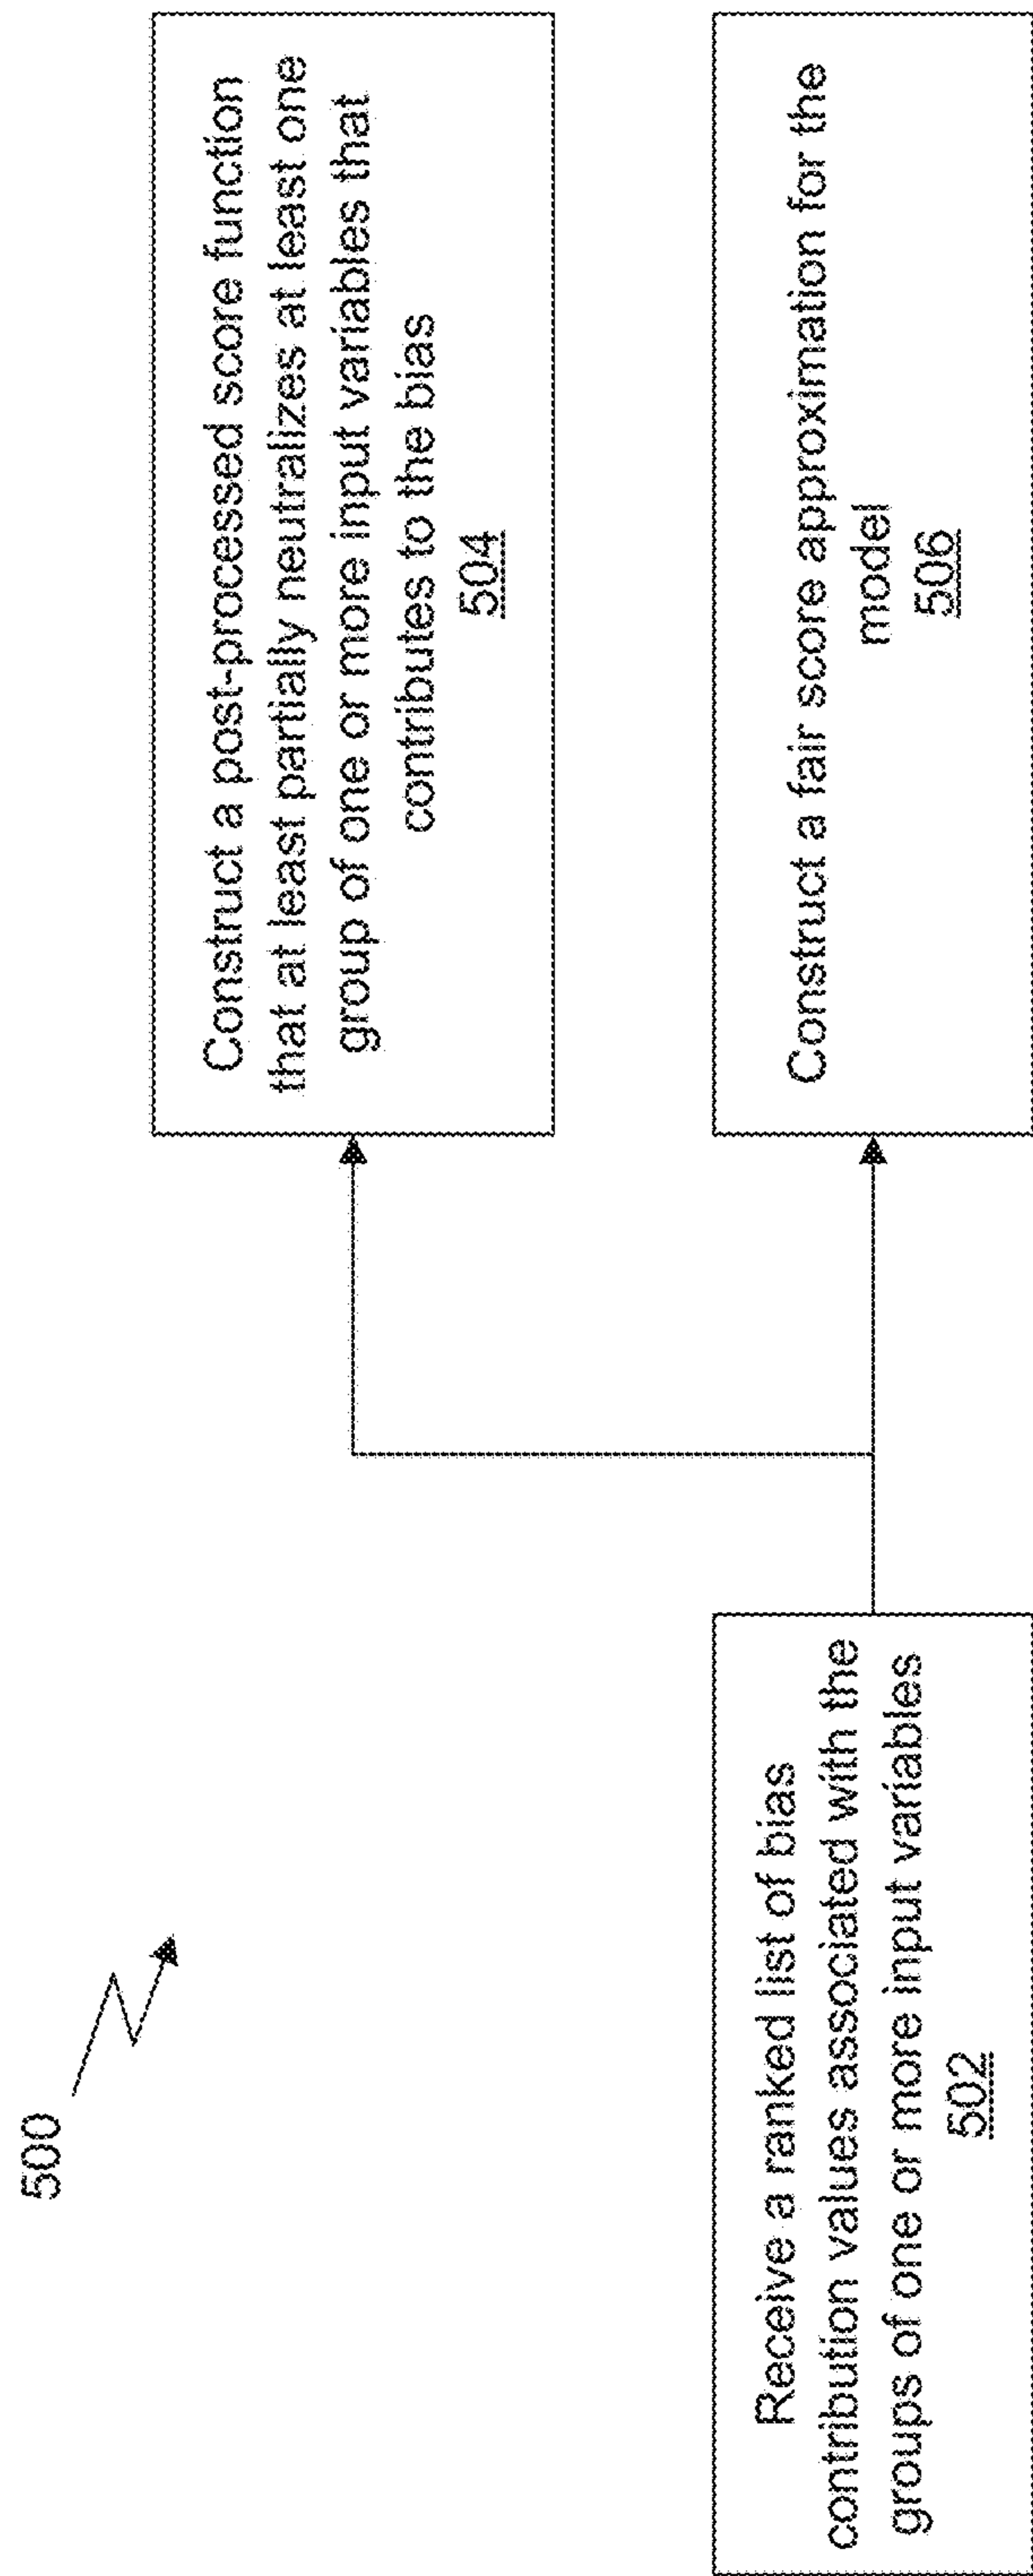 500
Receive a ranked list of bias
contribution values associated with the
groups of one or more input variables
502
Construct a post-processed score function
that at least partially neutralizes at least one
group of one or more input variables that
contributes to the bias
504
Construct a fair score approximation for the
model
506